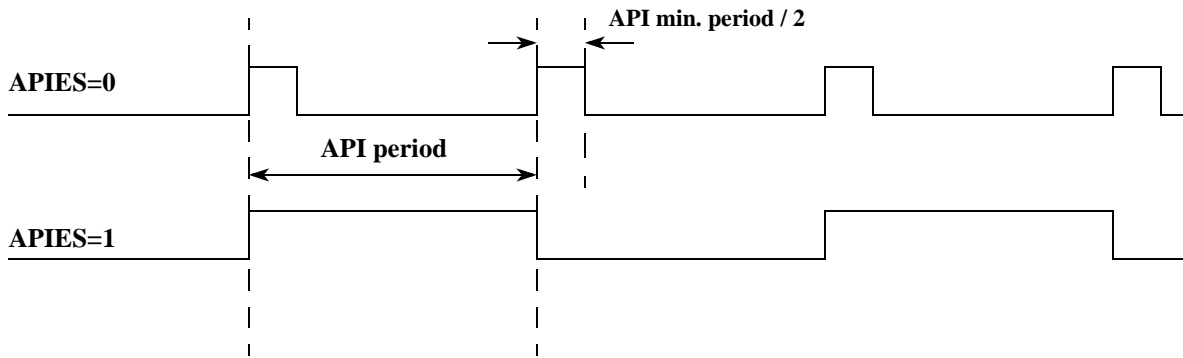 API min. period / 2
APIES=0
API period
APIES=1